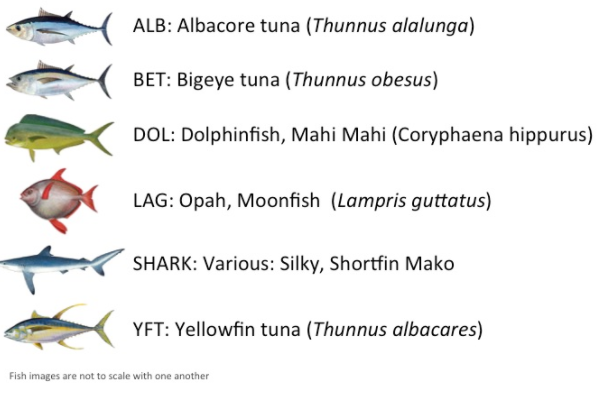 ALB: Albacore tuna (Thunnus alalunga)
BET: Bigeye tuna (Thunnus obesus)
DOL: Dolphinfish, Mahi Mahi (Coryphaena hippurus)
LAG: Opah, Moonfish (Lampris guttatus)
SHARK: Various: Silky, Shortfin Mako
YFT: Yellowfin tuna (Thunnus albacares)
Fish images are not to scale with one another